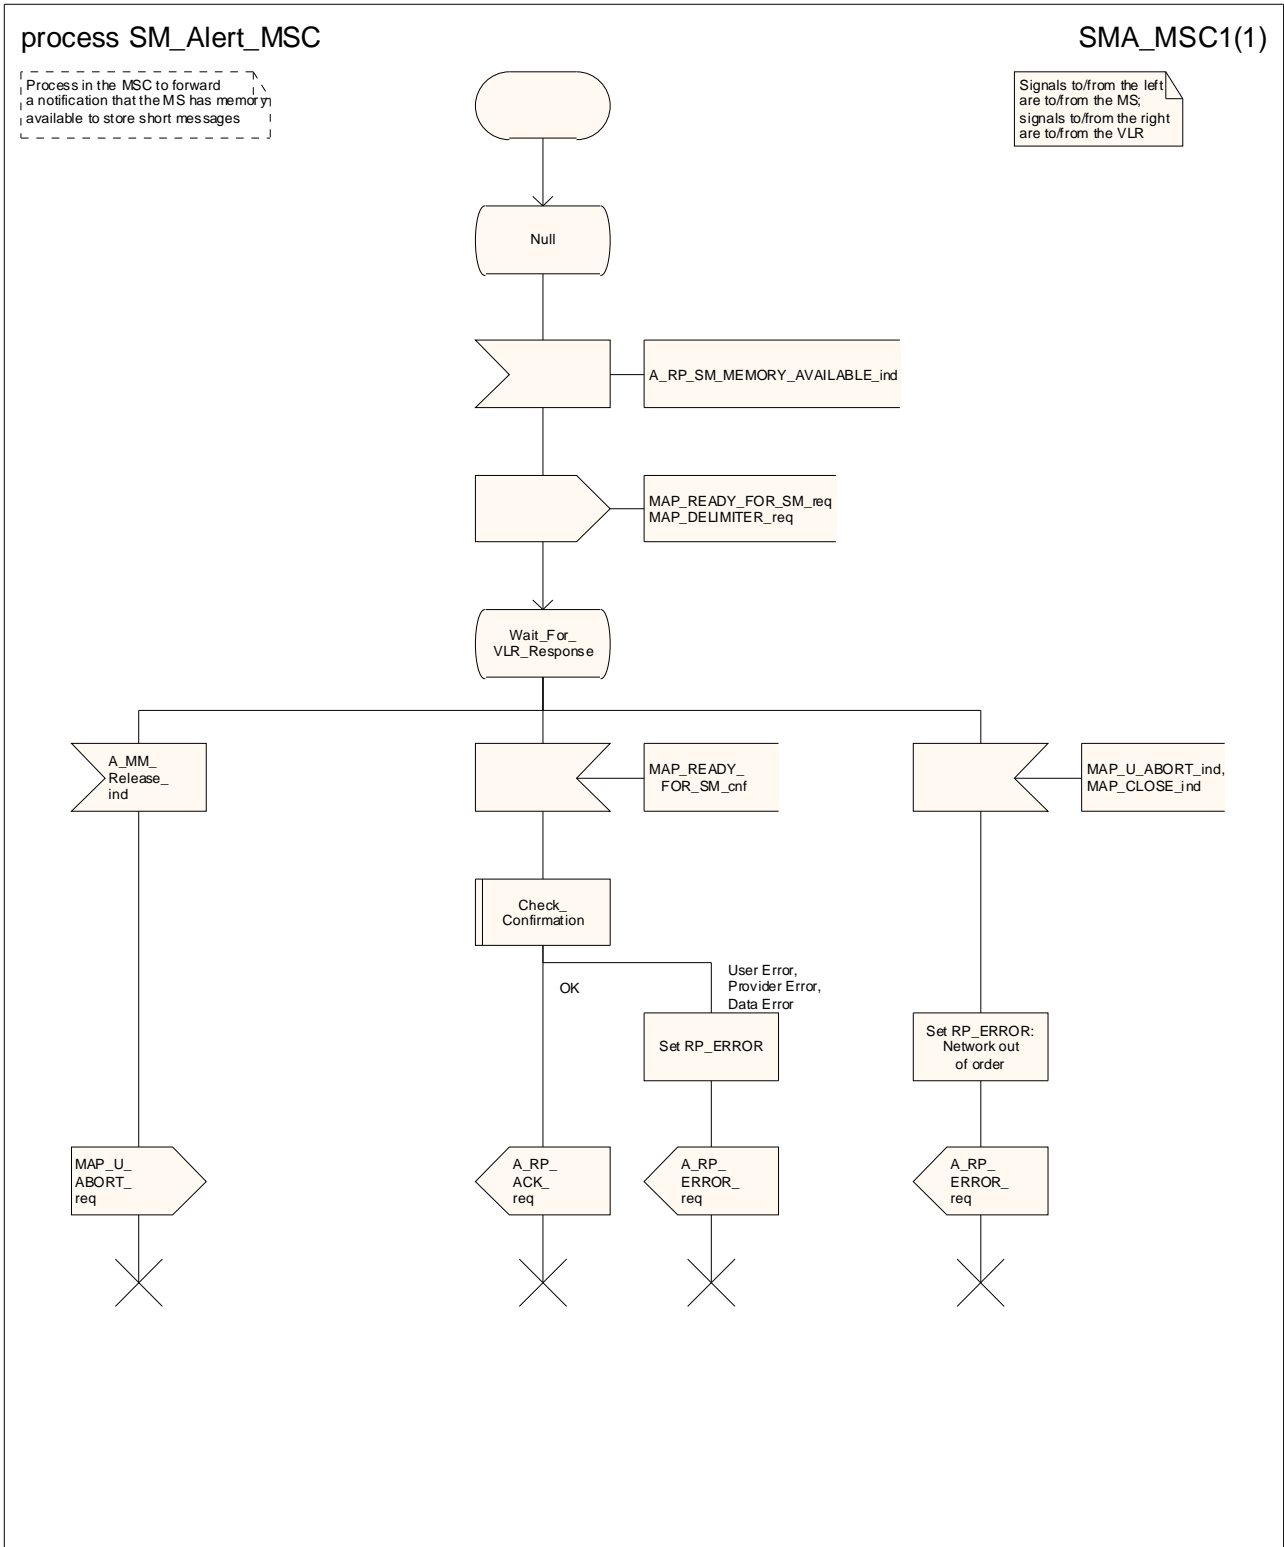 process SM_Alert_MSC
SMA_MSC1(1)
Process in the MSC to forward
a notification that the MS has memory
available to store short messages
Signals to/from the left
are to/from the MS;
signals to/from the right
are to/from the VLR
Null
A_RP_SM_MEMORY_AVAILABLE_ind
MAP_READY_FOR_SM_req
MAP_DELIMITER_req
Wait_For_
VLR_Response
A_MM_
Release_
ind
MAP_READY_
FOR_SM_cnf
MAP_U_ABORT_ind,
MAP_CLOSE_ind
Check_
Confirmation
OK
User Error,
Provider Error,
Data Error
Set RP_ERROR
Set RP_ERROR:
Network out
of order
MAP_U_
ABORT_
req
A_RP_
ACK_
req
A_RP_
ERROR_
req
A_RP_
ERROR_
req